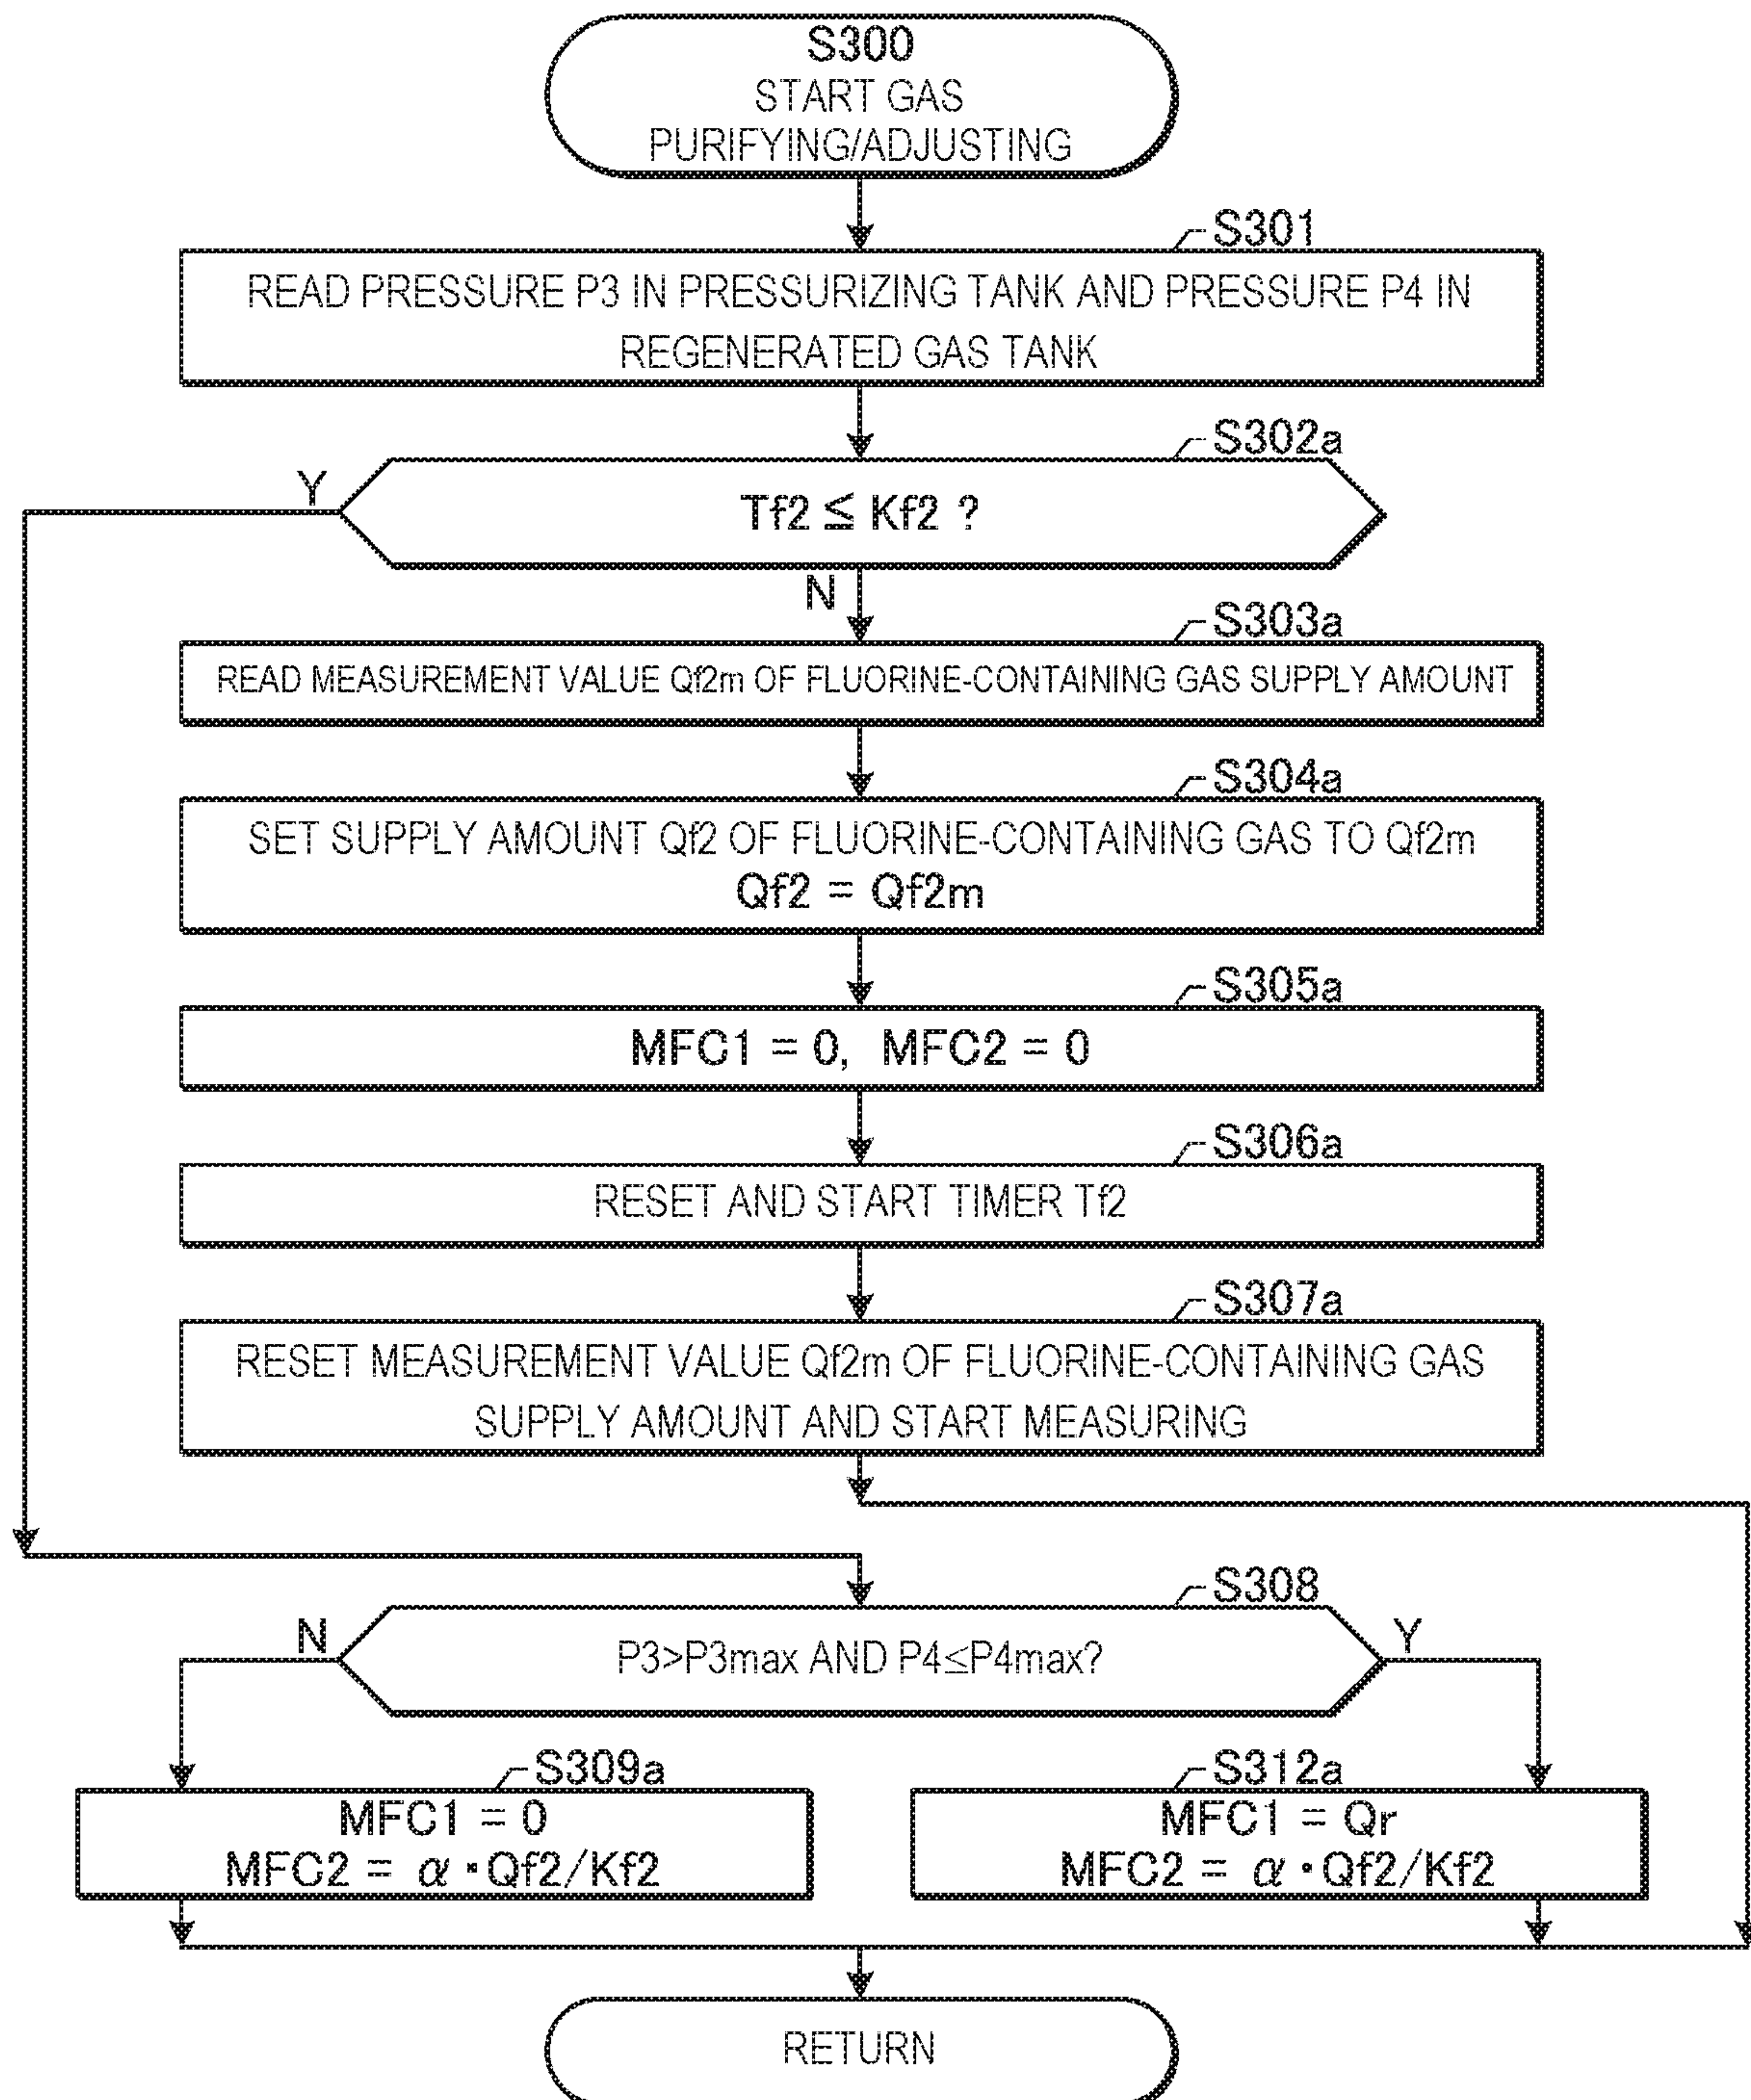 S300
START GAS
PURIFYING/ADJUSTING
S301
READ PRESSURE P3 IN PRESSURIZING TANK AND PRESSURE P4 IN
REGENERATED GAS TANK
S302a
Y
Tf2 ≤ Kf2 ?
N
S303a
READ MEASUREMENT VALUE Qf2m OF FLUORINE-CONTAINING GAS SUPPLY AMOUNT
S304a
SET SUPPLY AMOUNT Qf2 OF FLUORINE-CONTAINING GAS TO Qf2m
Qf2 = Qf2m
S305a
MFC1 = 0, MFC2 = 0
S306a
RESET AND START TIMER Tf2
S307a
RESET MEASUREMENT VALUE Qf2m OF FLUORINE-CONTAINING GAS
SUPPLY AMOUNT AND START MEASURING
S308
N
P3>P3max AND P4≤P4max?
Y
S309a
MFC1 = 0
MFC2 = α・Qf2/Kf2
S312a
MFC1 = Qr
MFC2 = α・Qf2/Kf2
RETURN